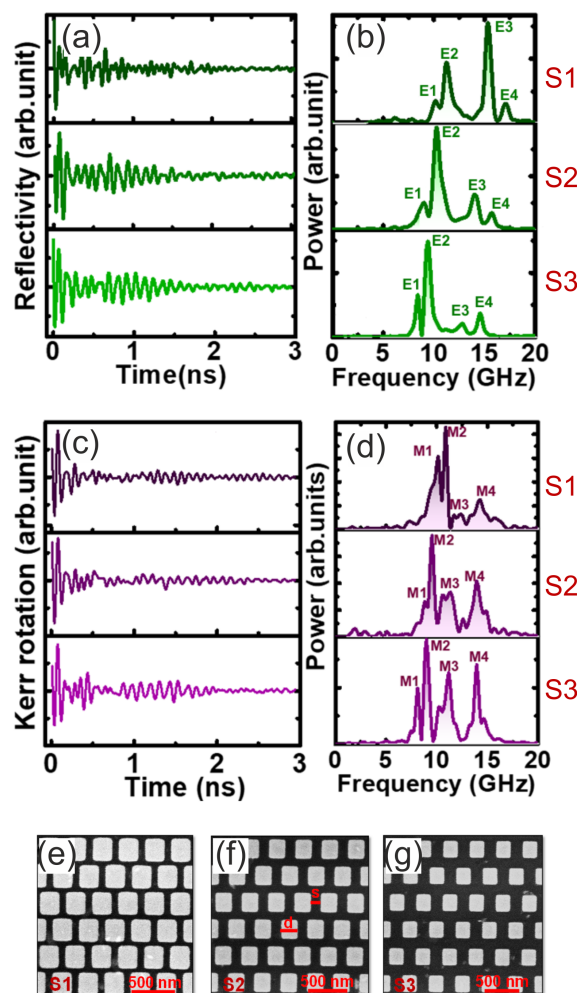 (a)
(b)
Reflectivity (arb.unit)
Power (arb.unit)
E1
E2
E3
E4
S1
E1
E2
E3
E4
S2
E1
E2
E3
E4
S3
0 1 2 3
Time(ns)
0 5 10 15 20
Frequency (GHz)
(c)
(d)
Kerr rotation (arb.unit)
Power (arb.units)
M1
M2
M3
M4
S1
M1
M2
M3
M4
S2
M1
M2
M3
M4
S3
0 1 2 3
Time (ns)
0 5 10 15 20
Frequency (GHz)
(e)
(f)
(g)
S1
500 nm
s
d
S2
500 nm
S3
500 nm